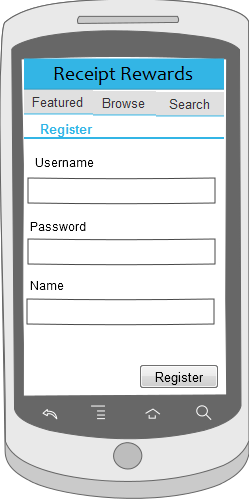 Receipt Rewards
Featured Browse Search
Register
Username
Password
Name
Register